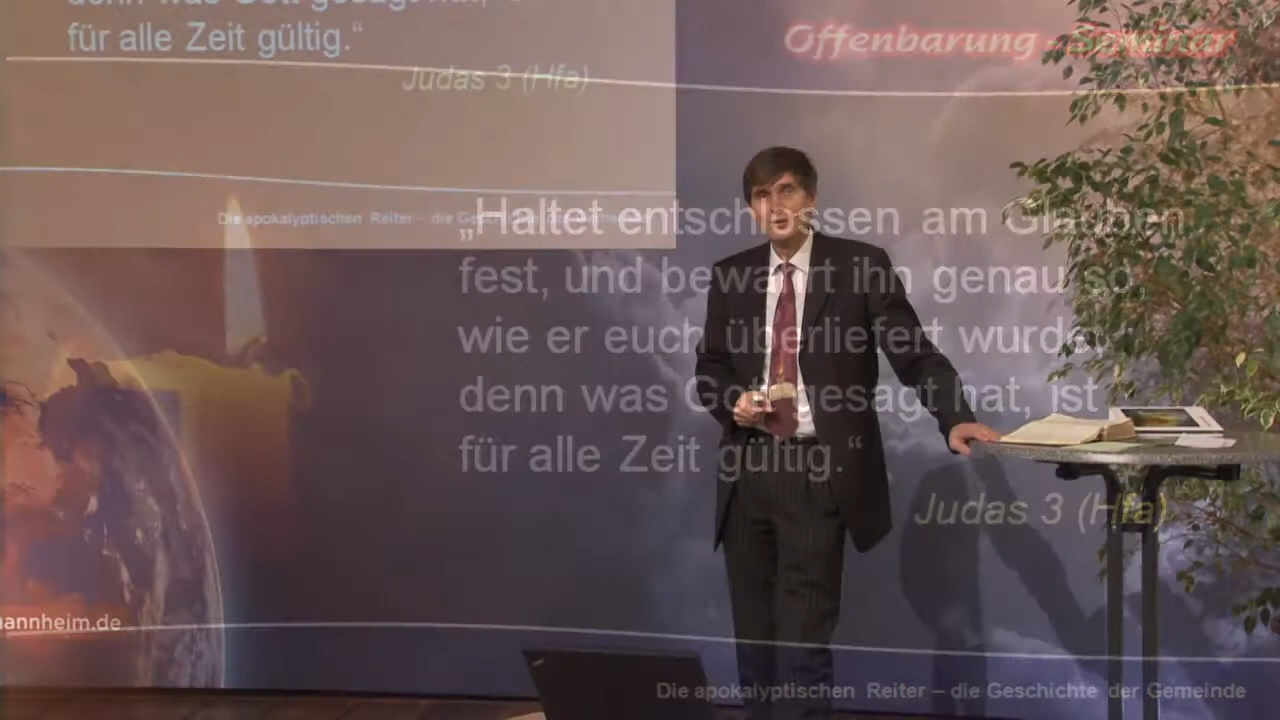 für alle Zeit gültig.“
Judas 3 (Hfa)
Offenbarung - Seminar
Die apokalyptischen Reiter – die
„Haltet entschlossen am Glauben
fest, und bewahrt ihn genau so,
wie er euch überliefert wurde;
denn was Gott gesagt hat, ist
für alle Zeit gültig.“
Judas 3 (Hfa)
annheim.de
Die apokalyptischen Reiter – die Geschichte der Gemeinde